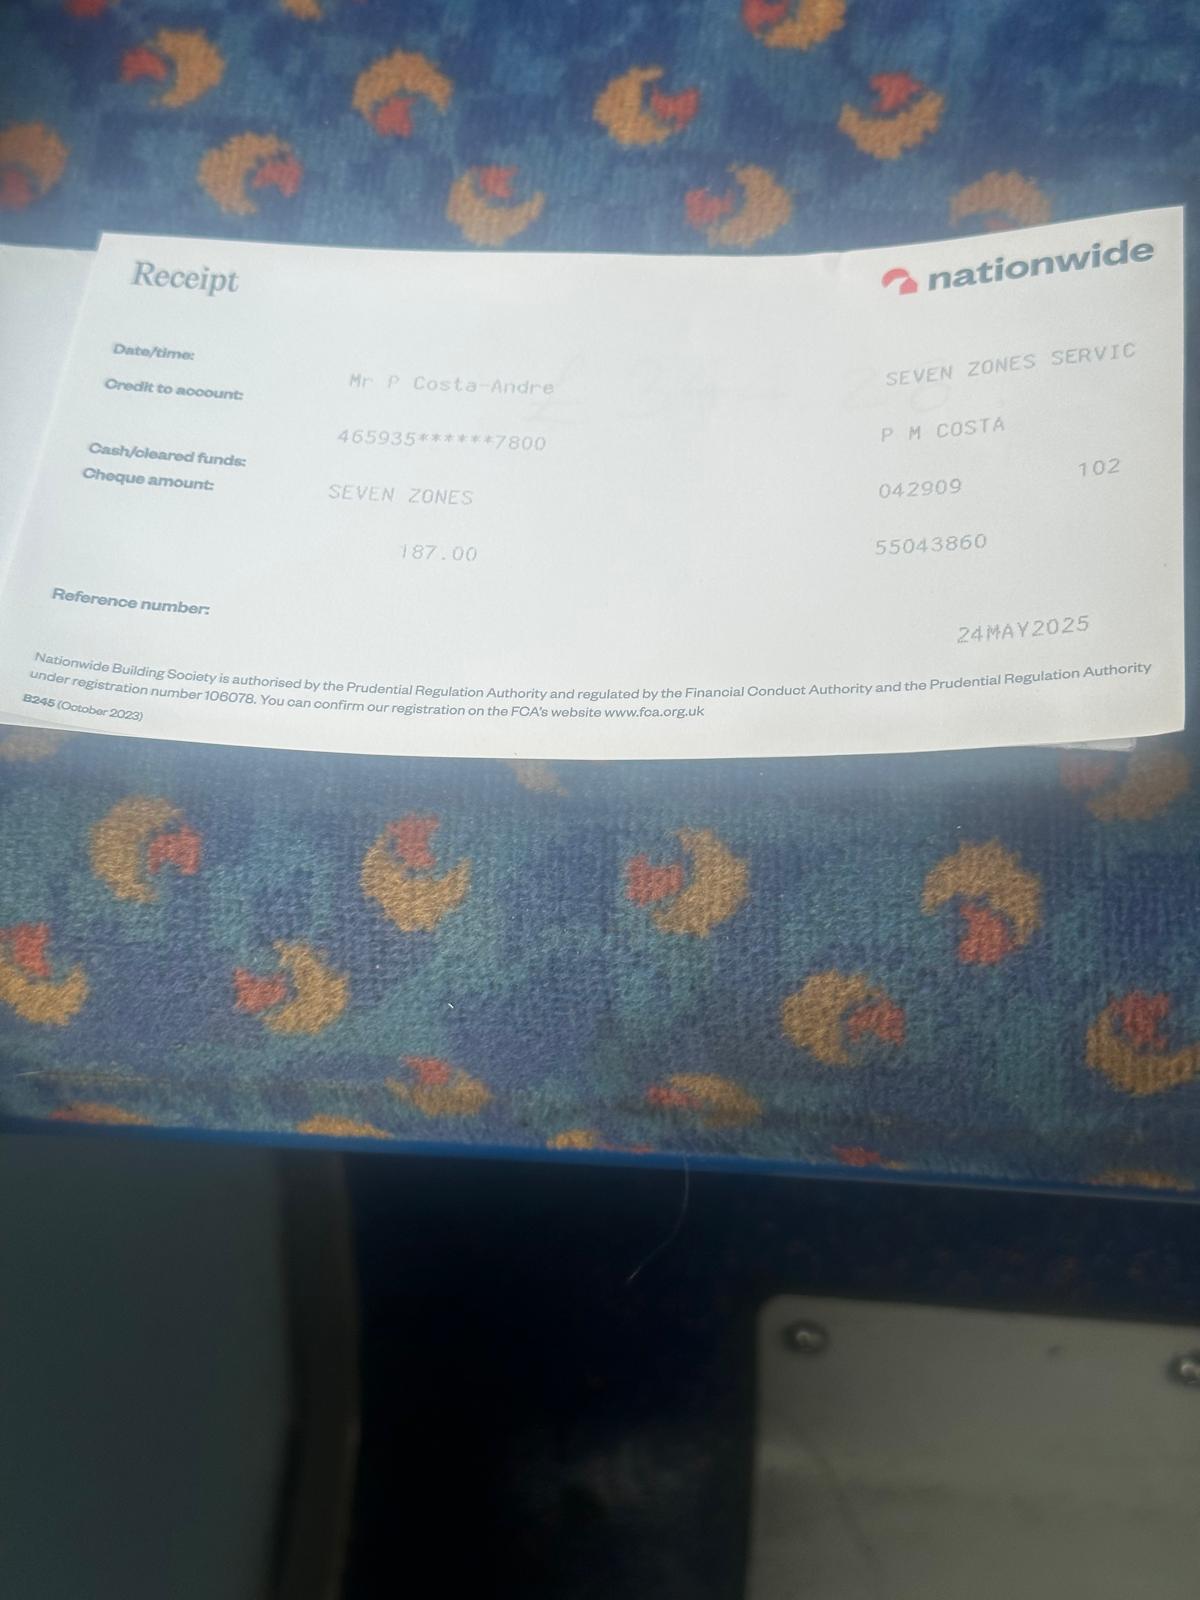 Receipt
nationwide
Date/time:
SEVEN ZONES SERVIC
Credit to account:
Mr P Costa-Andre
P M COSTA
465935******7800
Cash/cleared funds:
042909 102
Cheque amount:
SEVEN ZONES
55043860
187.00
Reference number:
24MAY2025
Nationwide Building Society is authorised by the Prudential Regulation Authority and regulated by the Financial Conduct Authority and the Prudential Regulation Authority
under registration number 106078. You can confirm our registration on the FCA's website www.fca.org.uk
B245 (October 2023)